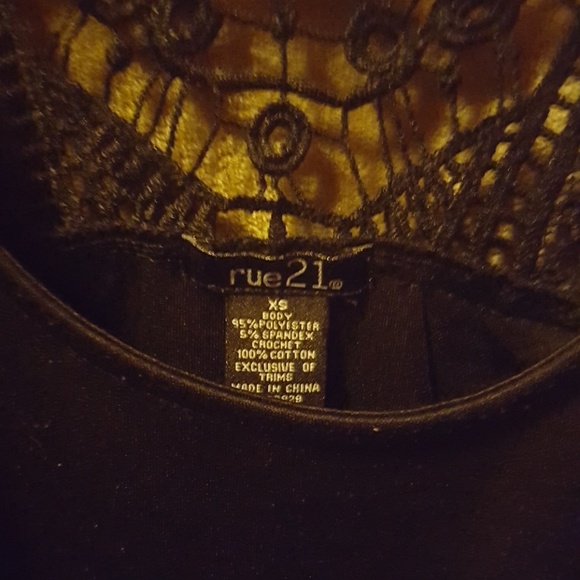 rue21®
XS
BODY
95%POLYESTER
5% SPANDEX
CROCHET
100%COTTON
EXCLUSIVE OF
TRIMS
MADE IN CHINA